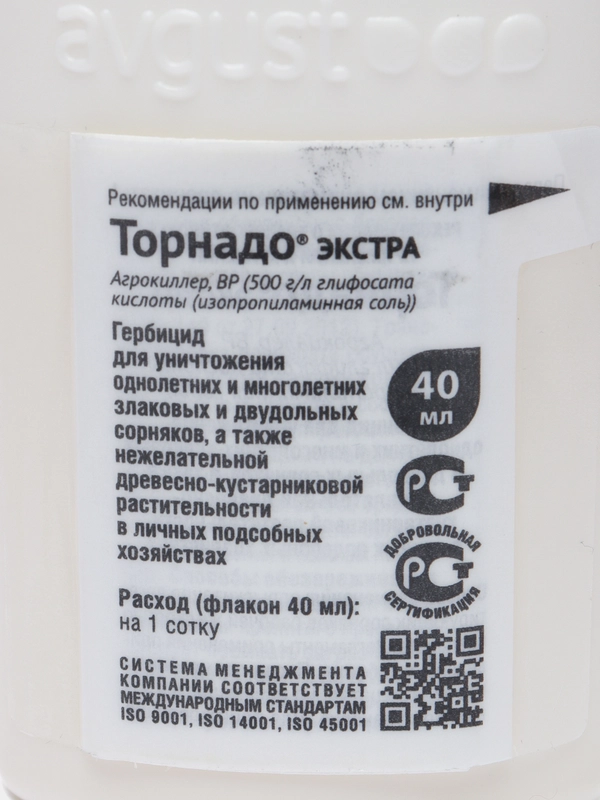 avgust
Рекомендации по применению см. внутри
Торнадо® ЭКСТРА
Агрокиллер, ВР (500 г/л глифосата
кислоты (изопропиламинная соль))
Гербицид
для уничтожения
однолетних и многолетних
злаковых и двудольных
сорняков, а также
нежелательной
древесно-кустарниковой
растительности
в личных подсобных
хозяйствах
40
мл
РСТ
ДОБРОВОЛЬНАЯ
РСТ
СЕРТИФИКАЦИЯ
Расход (флакон 40 мл):
на 1 сотку
СИСТЕМА МЕНЕДЖМЕНТА
КОМПАНИИ СООТВЕТСТВУЕТ
МЕЖДУНАРОДНЫМ СТАНДАРТАМ
ISO 9001, ISO 14001, ISO 45001